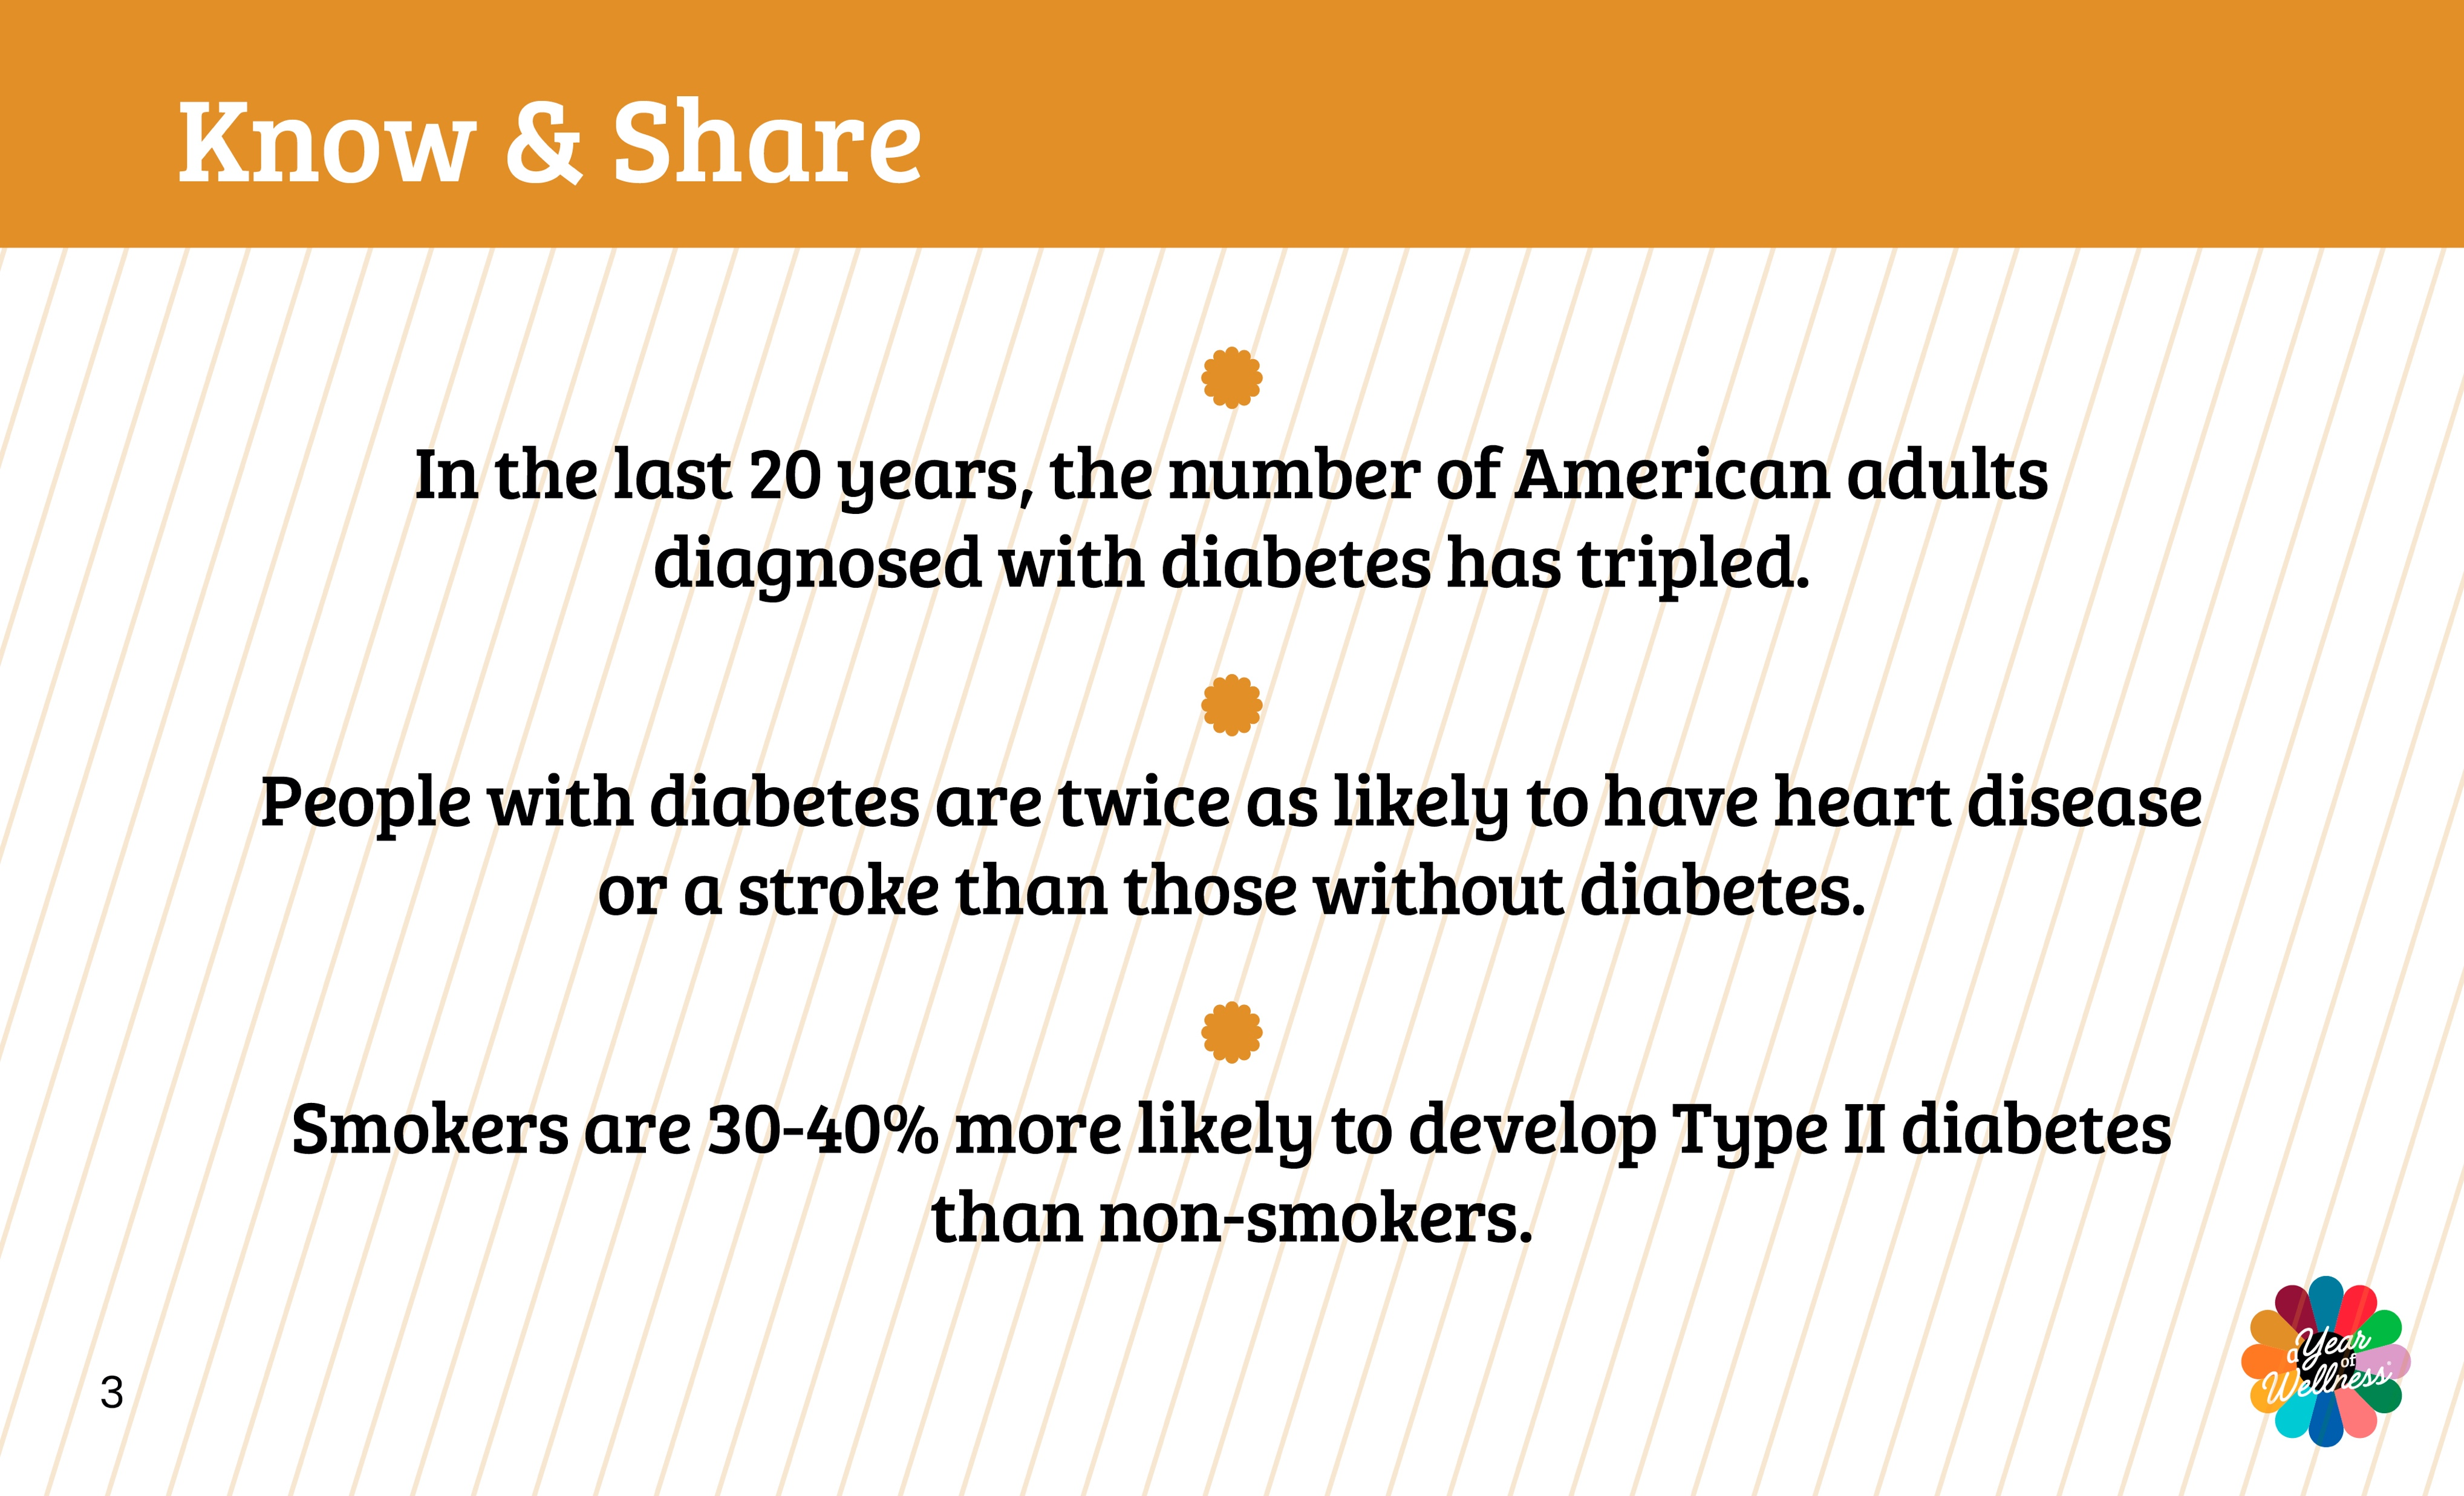 Know & Share
In the last 20 years, the number of American adults
diagnosed with diabetes has tripled.
People with diabetes are twice as likely to have heart disease
or a stroke than those without diabetes.
Smokers are 30-40% more likely to develop Type II diabetes
than non-smokers.
3
a Year
of
Wellness